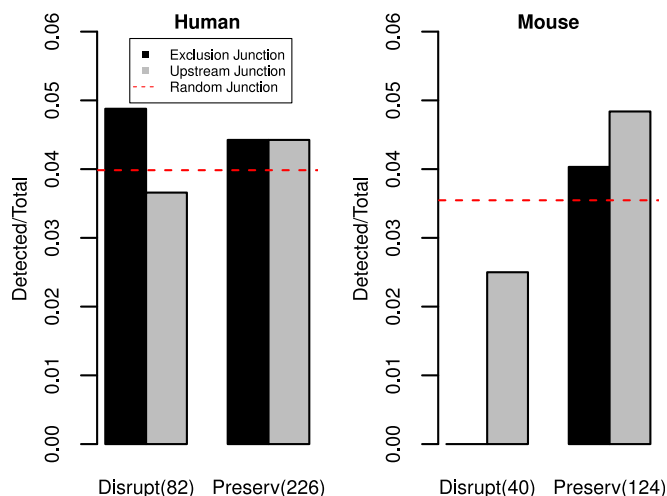 Human
Mouse
Exclusion Junction
Upstream Junction
Random Junction
Detected/Total
0.06
0.05
0.04
0.03
0.02
0.01
0.00
Disrupt(82)
Preserv(226)
Detected/Total
0.06
0.05
0.04
0.03
0.02
0.01
0.00
Disrupt(40)
Preserv(124)